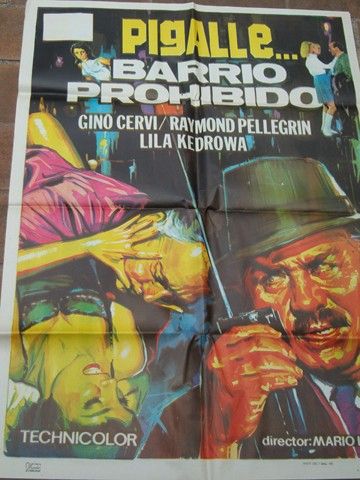 PIGALLE...
BARRIO
PROHIBIDO
GINO CERVI/RAYMOND PELLEGRIN
LILA KEDROWA
TECHNICOLOR
director: MARIO